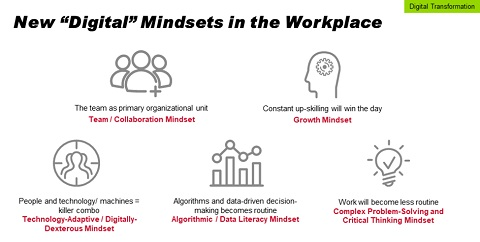 Digital Transformation
New “Digital” Mindsets in the Workplace
The team as primary organizational unit
Team / Collaboration Mindset
Constant up-skilling will win the day
Growth Mindset
People and technology/ machines =
killer combo
Technology-Adaptive / Digitally-
Dexterous Mindset
Algorithms and data-driven decision-
making becomes routine
Algorithmic / Data Literacy Mindset
Work will become less routine
Complex Problem-Solving and
Critical Thinking Mindset